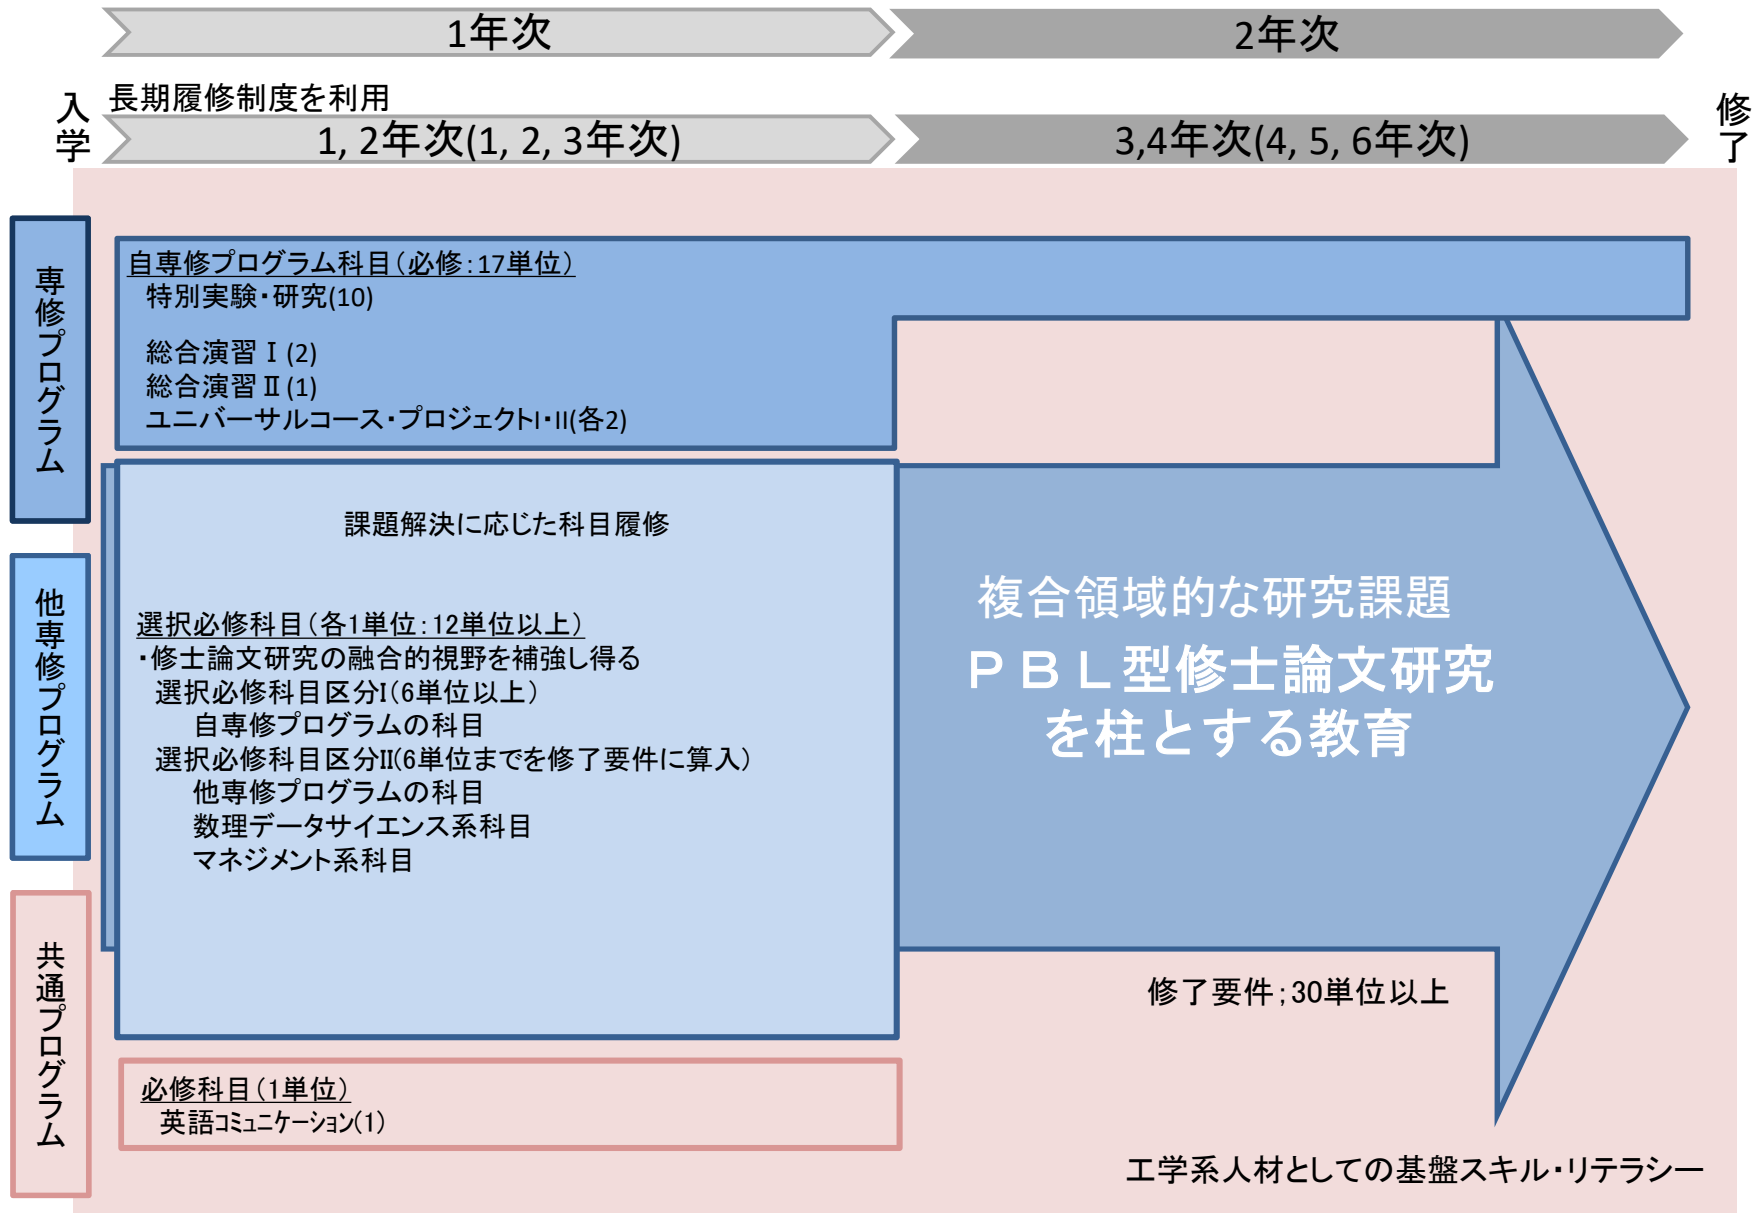 1年次
2年次
入学
長期履修制度を利用
1, 2年次(1, 2, 3年次)
3,4年次(4, 5, 6年次)
修了
専修プログラム
自専修プログラム科目(必修:17単位)
特別実験・研究(10)
総合演習Ⅰ(2)
総合演習Ⅱ(1)
ユニバーサルコース・プロジェクトI・II(各2)
他専修プログラム
課題解決に応じた科目履修
選択必修科目(各1単位:12単位以上)
・修士論文研究の融合的視野を補強し得る
選択必修科目区分I(6単位以上)
自専修プログラムの科目
選択必修科目区分II(6単位までを修了要件に算入)
他専修プログラムの科目
数理データサイエンス系科目
マネジメント系科目
複合領域的な研究課題
ＰＢＬ型修士論文研究
を柱とする教育
修了要件;30単位以上
共通プログラム
必修科目(1単位)
英語ｺﾐｭﾆｹｰｼｮﾝ(1)
工学系人材としての基盤スキル・リテラシー